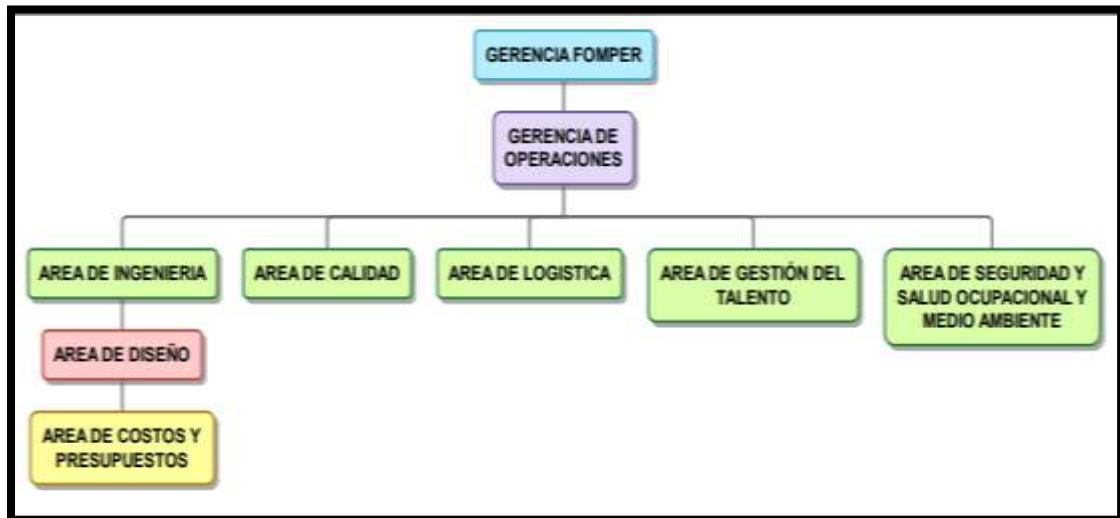 GERENCIA FOMPER
GERENCIA DE
OPERACIONES
AREA DE INGENIERIA
AREA DE CALIDAD
AREA DE LOGISTICA
AREA DE GESTIÓN DEL
TALENTO
AREA DE SEGURIDAD Y
SALUD OCUPACIONAL Y
MEDIO AMBIENTE
AREA DE DISEÑO
AREA DE COSTOS Y
PRESUPUESTOS